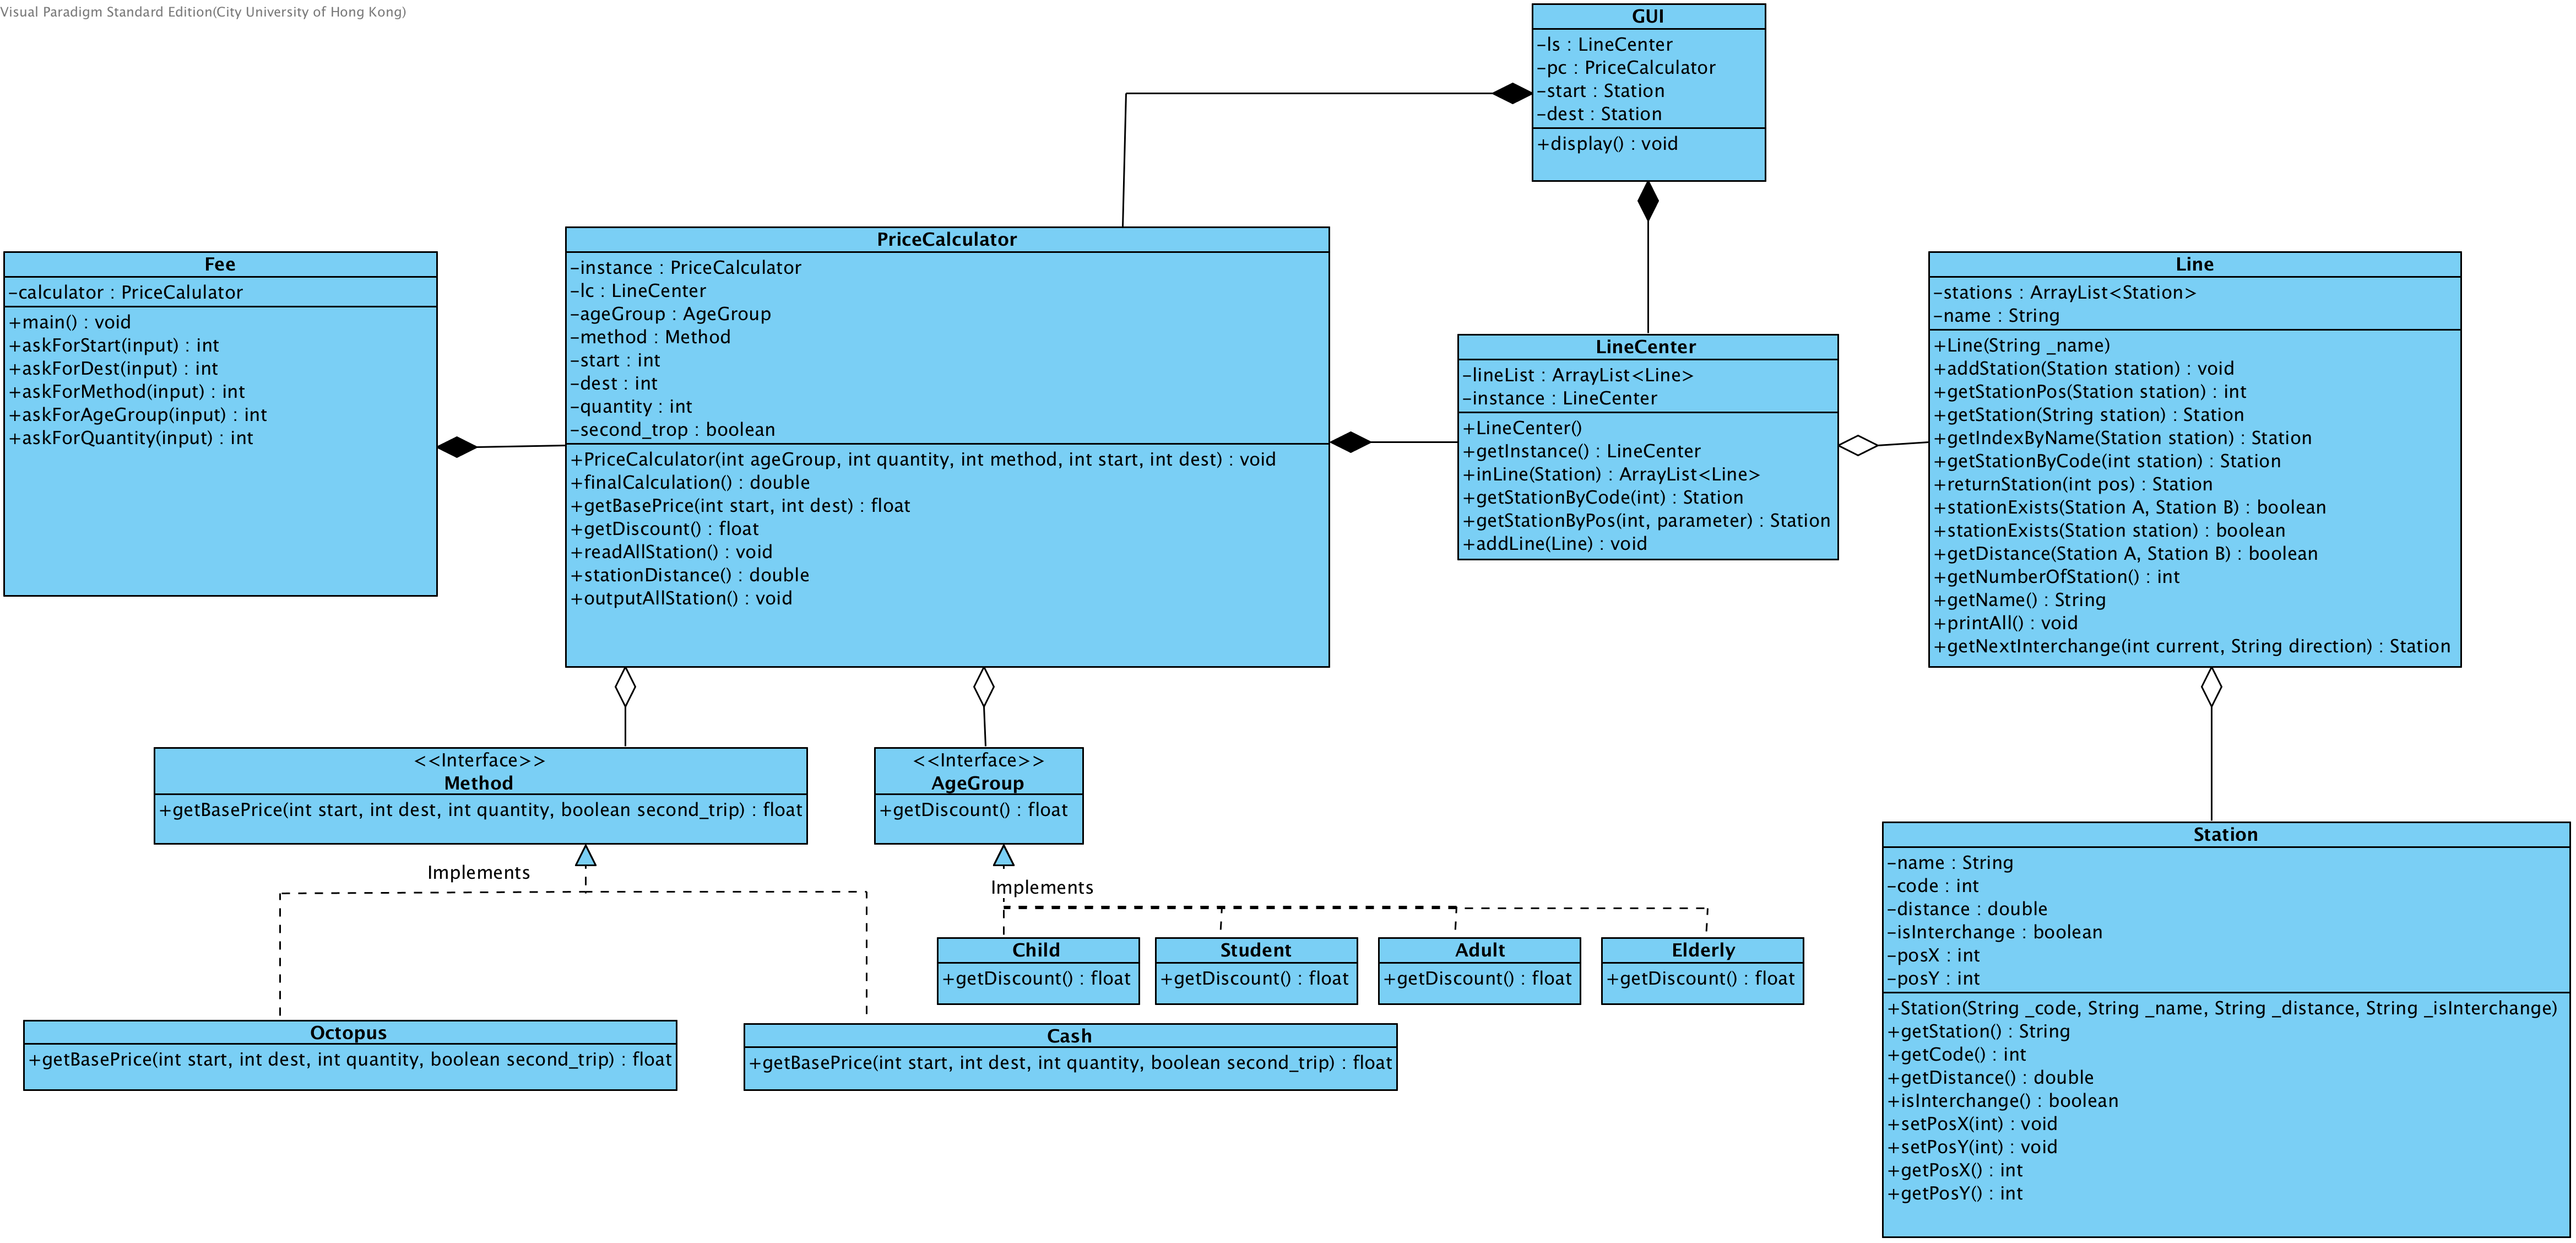 Visual Paradigm Standard Edition(City University of Hong Kong)
GUI
-ls : LineCenter
-pc : PriceCalculator
-start : Station
-dest : Station
+display() : void
Fee
-calculator : PriceCalulator
+main() : void
+askForStart(input) : int
+askForDest(input) : int
+askForMethod(input) : int
+askForAgeGroup(input) : int
+askForQuantity(input) : int
PriceCalculator
-instance : PriceCalculator
-lc : LineCenter
-ageGroup : AgeGroup
-method : Method
-start : int
-dest : int
-quantity : int
-second_trop : boolean
+PriceCalculator(int ageGroup, int quantity, int method, int start, int dest) : void
+finalCalculation() : double
+getBasePrice(int start, int dest) : float
+getDiscount() : float
+readAllStation() : void
+stationDistance() : double
+outputAllStation() : void
LineCenter
-lineList : ArrayList<Line>
-instance : LineCenter
+LineCenter()
+getInstance() : LineCenter
+inLine(Station) : ArrayList<Line>
+getStationByCode(int) : Station
+getStationByPos(int, parameter) : Station
+addLine(Line) : void
Line
-stations : ArrayList<Station>
-name : String
+Line(String _name)
+addStation(Station station) : void
+getStationPos(Station station) : int
+getStation(String station) : Station
+getIndexByName(Station station) : Station
+getStationByCode(int station) : Station
+returnStation(int pos) : Station
+stationExists(Station A, Station B) : boolean
+stationExists(Station station) : boolean
+getDistance(Station A, Station B) : boolean
+getNumberOfStation() : int
+getName() : String
+printAll() : void
+getNextInterchange(int current, String direction) : Station
<<Interface>>
Method
+getBasePrice(int start, int dest, int quantity, boolean second_trip) : float
<<Interface>>
AgeGroup
+getDiscount() : float
Implements
Implements
Octopus
+getBasePrice(int start, int dest, int quantity, boolean second_trip) : float
Cash
+getBasePrice(int start, int dest, int quantity, boolean second_trip) : float
Child
+getDiscount() : float
Student
+getDiscount() : float
Adult
+getDiscount() : float
Elderly
+getDiscount() : float
Station
-name : String
-code : int
-distance : double
-isInterchange : boolean
-posX : int
-posY : int
+Station(String _code, String _name, String _distance, String _isInterchange)
+getStation() : String
+getCode() : int
+getDistance() : double
+isInterchange() : boolean
+setPosX(int) : void
+setPosY(int) : void
+getPosX() : int
+getPosY() : int